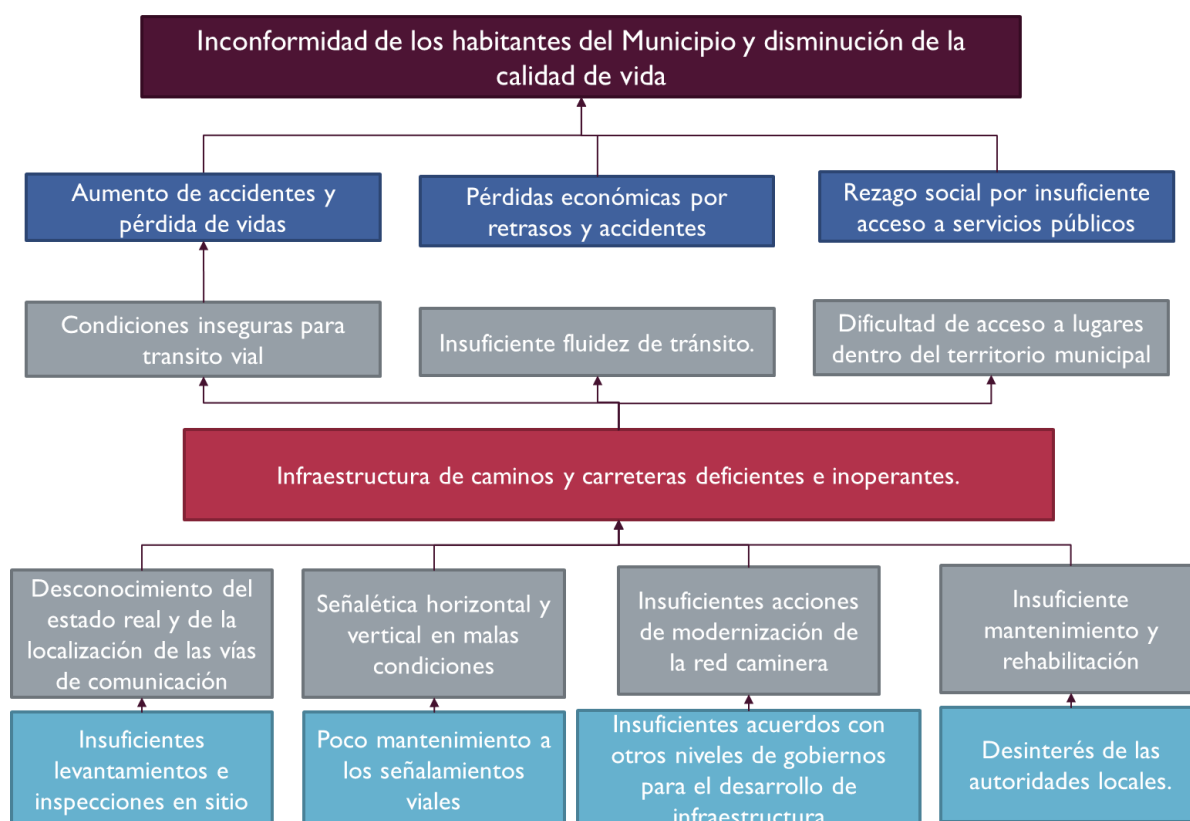 Inconformidad de los habitantes del Municipio y disminución de la
calidad de vida
Aumento de accidentes y
pérdida de vidas
Pérdidas económicas por
retrasos y accidentes
Rezago social por insuficiente
acceso a servicios públicos
Condiciones inseguras para
transito vial
Insuficiente fluidez de tránsito.
Dificultad de acceso a lugares
dentro del territorio municipal
Infraestructura de caminos y carreteras deficientes e inoperantes.
Desconocimiento del
estado real y de la
localización de las vías
de comunicación
Señalética horizontal y
vertical en malas
condiciones
Insuficientes acciones
de modernización de
la red caminera
Insuficiente
mantenimiento y
rehabilitación
Insuficientes
levantamientos e
inspecciones en sitio
Poco mantenimiento a
los señalamientos
viales
Insuficientes acuerdos con
otros niveles de gobiernos
para el desarrollo de
infraestructura
Desinterés de las
autoridades locales.